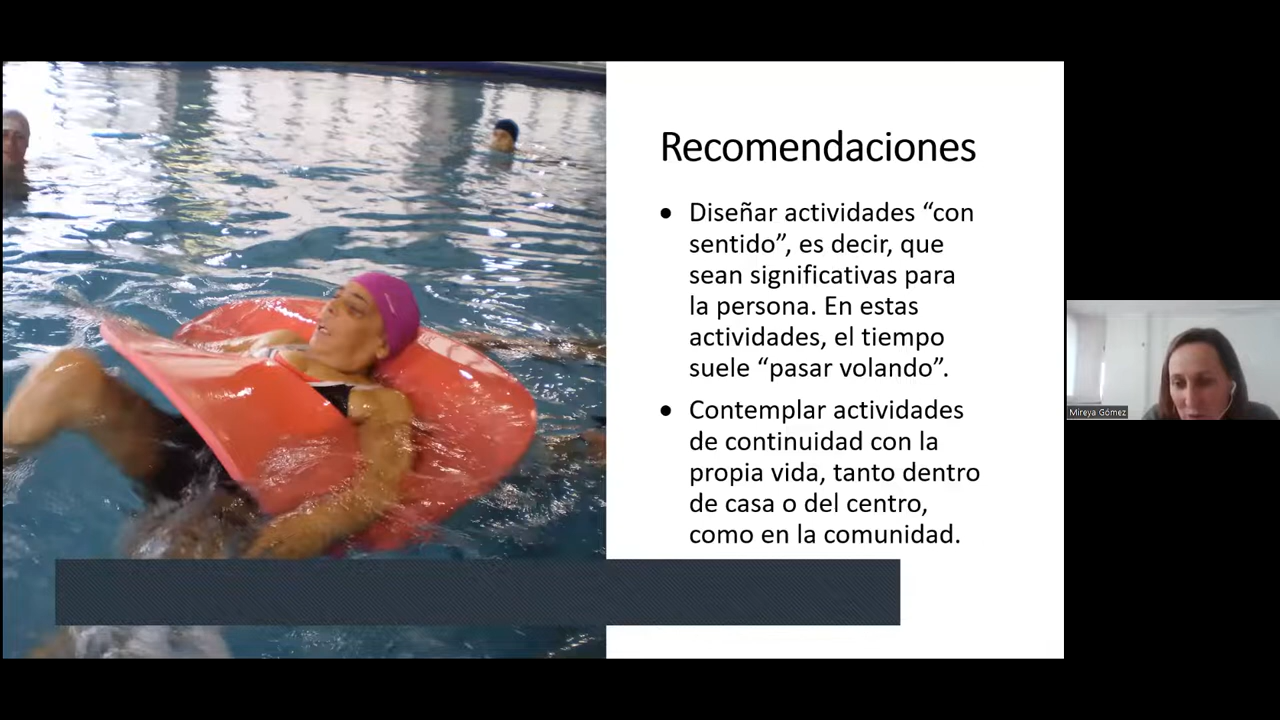 Recomendaciones
• Diseñar actividades “con
sentido”, es decir, que
sean significativas para
la persona. En estas
actividades, el tiempo
suele “pasar volando”.
• Contemplar actividades
de continuidad con la
propia vida, tanto dentro
de casa o del centro,
como en la comunidad.
Mireya Gómez